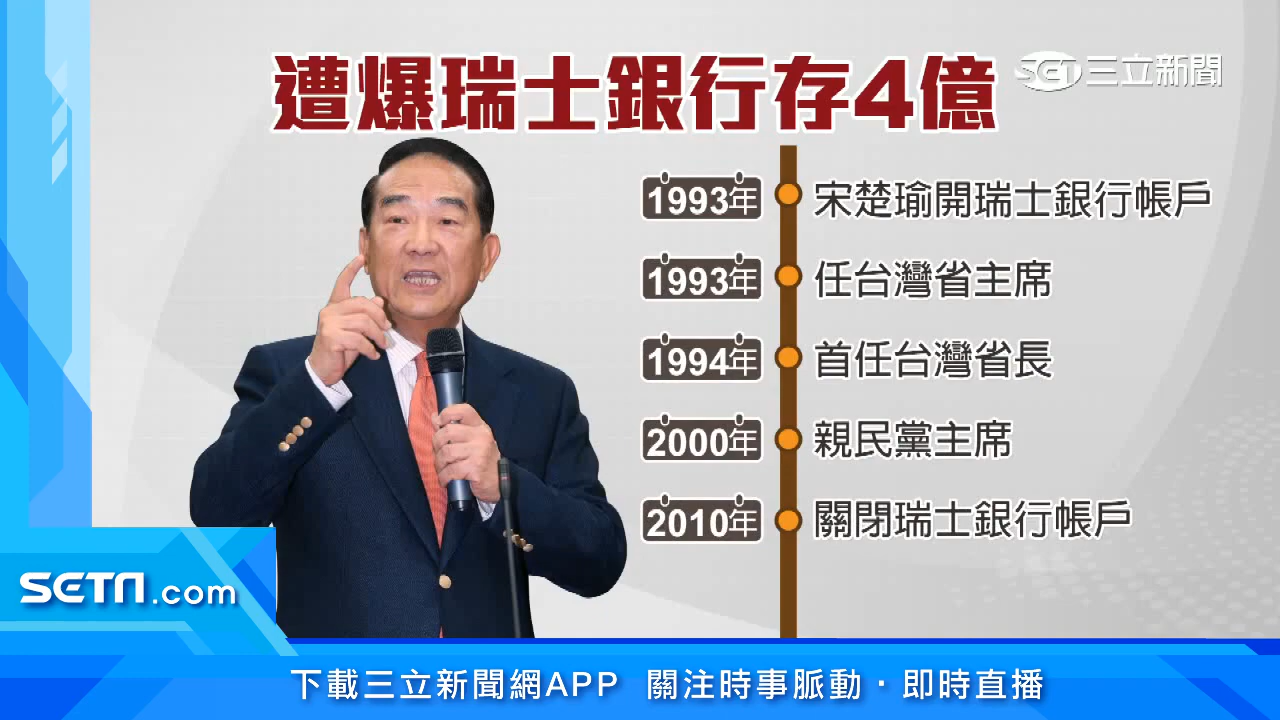 遭爆瑞士銀行存4億
SET三立新聞
1993年 宋楚瑜開瑞士銀行帳戶
1993年 任台灣省主席
1994年 首任台灣省長
2000年 親民黨主席
2010年 關閉瑞士銀行帳戶
SETN.com
下載三立新聞網APP 關注時事脈動・即時直播